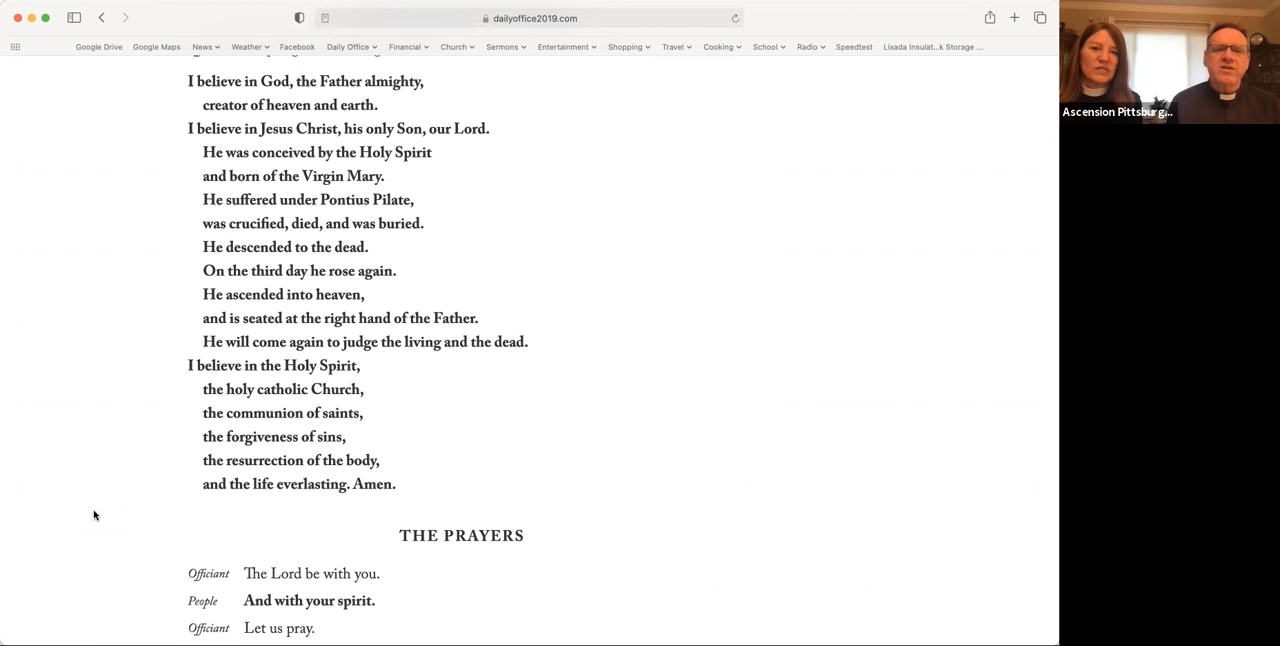 dailyoffice2019.com
Google Drive Google Maps News Weather Facebook Daily Office Financial Church Sermons Entertainment Shopping Travel Cooking School Radio Speedtest Lixada Insulat...k Storage ...
I believe in God, the Father almighty,
creator of heaven and earth.
I believe in Jesus Christ, his only Son, our Lord.
He was conceived by the Holy Spirit
and born of the Virgin Mary.
He suffered under Pontius Pilate,
was crucified, died, and was buried.
He descended to the dead.
On the third day he rose again.
He ascended into heaven,
and is seated at the right hand of the Father.
He will come again to judge the living and the dead.
I believe in the Holy Spirit,
the holy catholic Church,
the communion of saints,
the forgiveness of sins,
the resurrection of the body,
and the life everlasting. Amen.
THE PRAYERS
Officiant The Lord be with you.
People And with your spirit.
Officiant Let us pray.
Ascension Pittsburg...